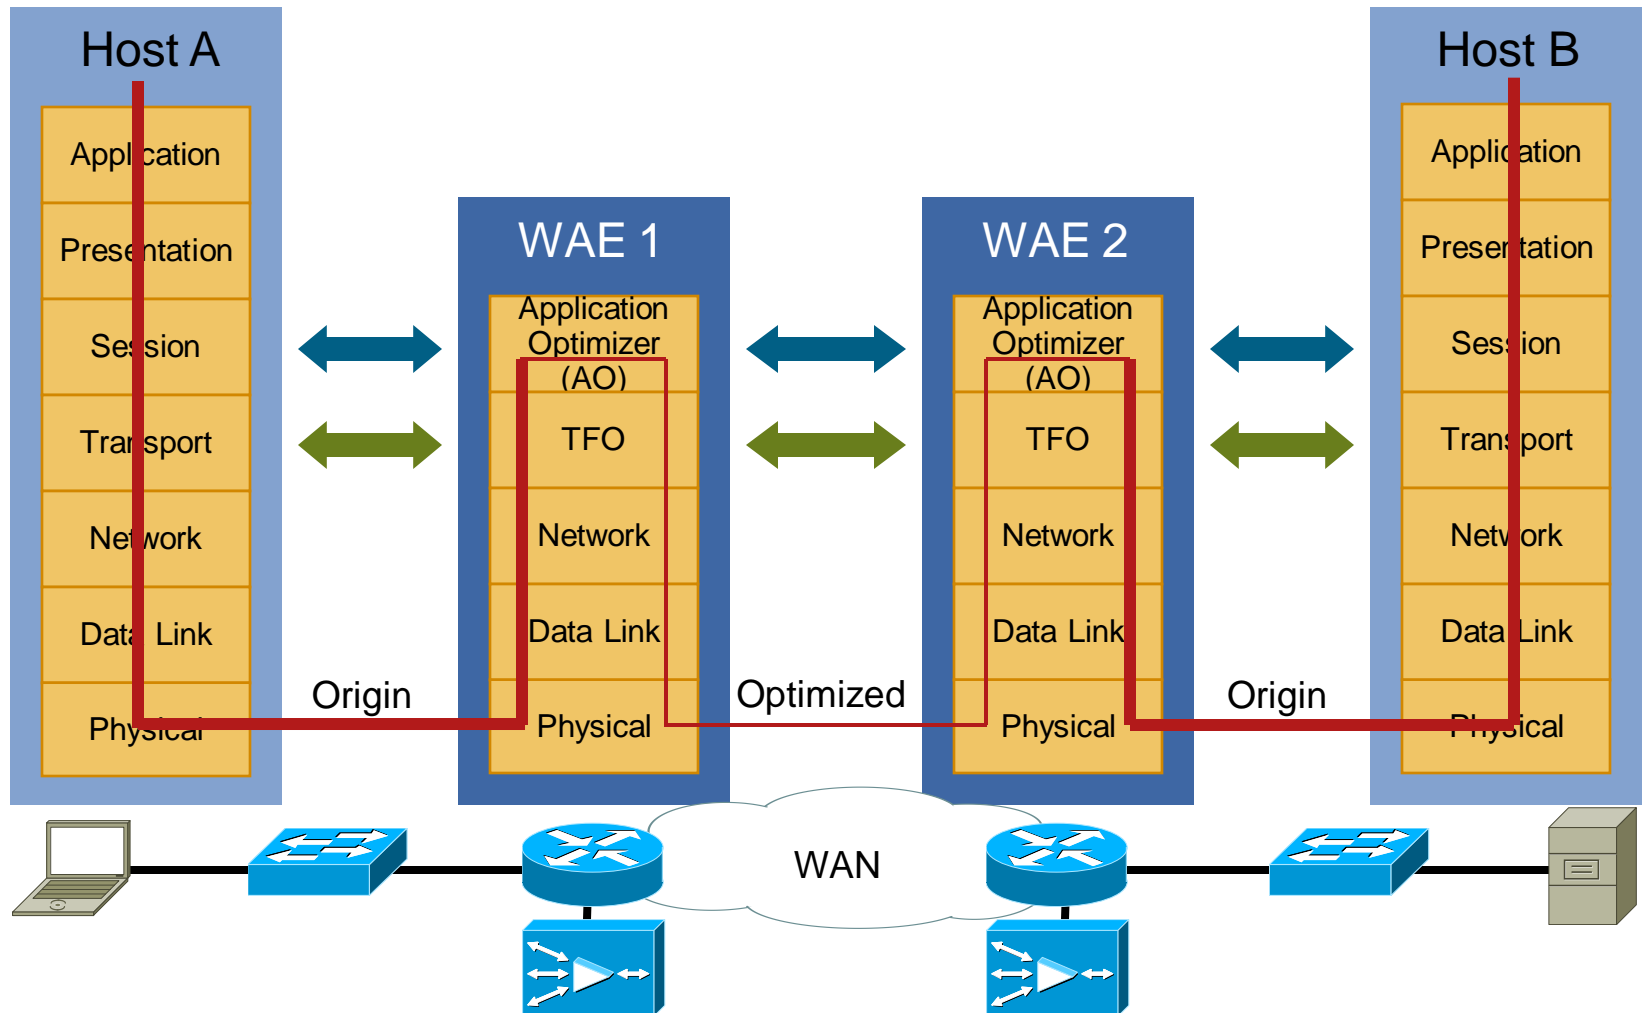 Host A
Application
Presentation
Session
Transport
Network
Data Link
Physical
Origin
WAE 1
Application
Optimizer
(AO)
TFO
Network
Data Link
Physical
Optimized
WAE 2
Application
Optimizer
(AO)
TFO
Network
Data Link
Physical
Origin
Host B
Application
Presentation
Session
Transport
Network
Data Link
Physical
WAN